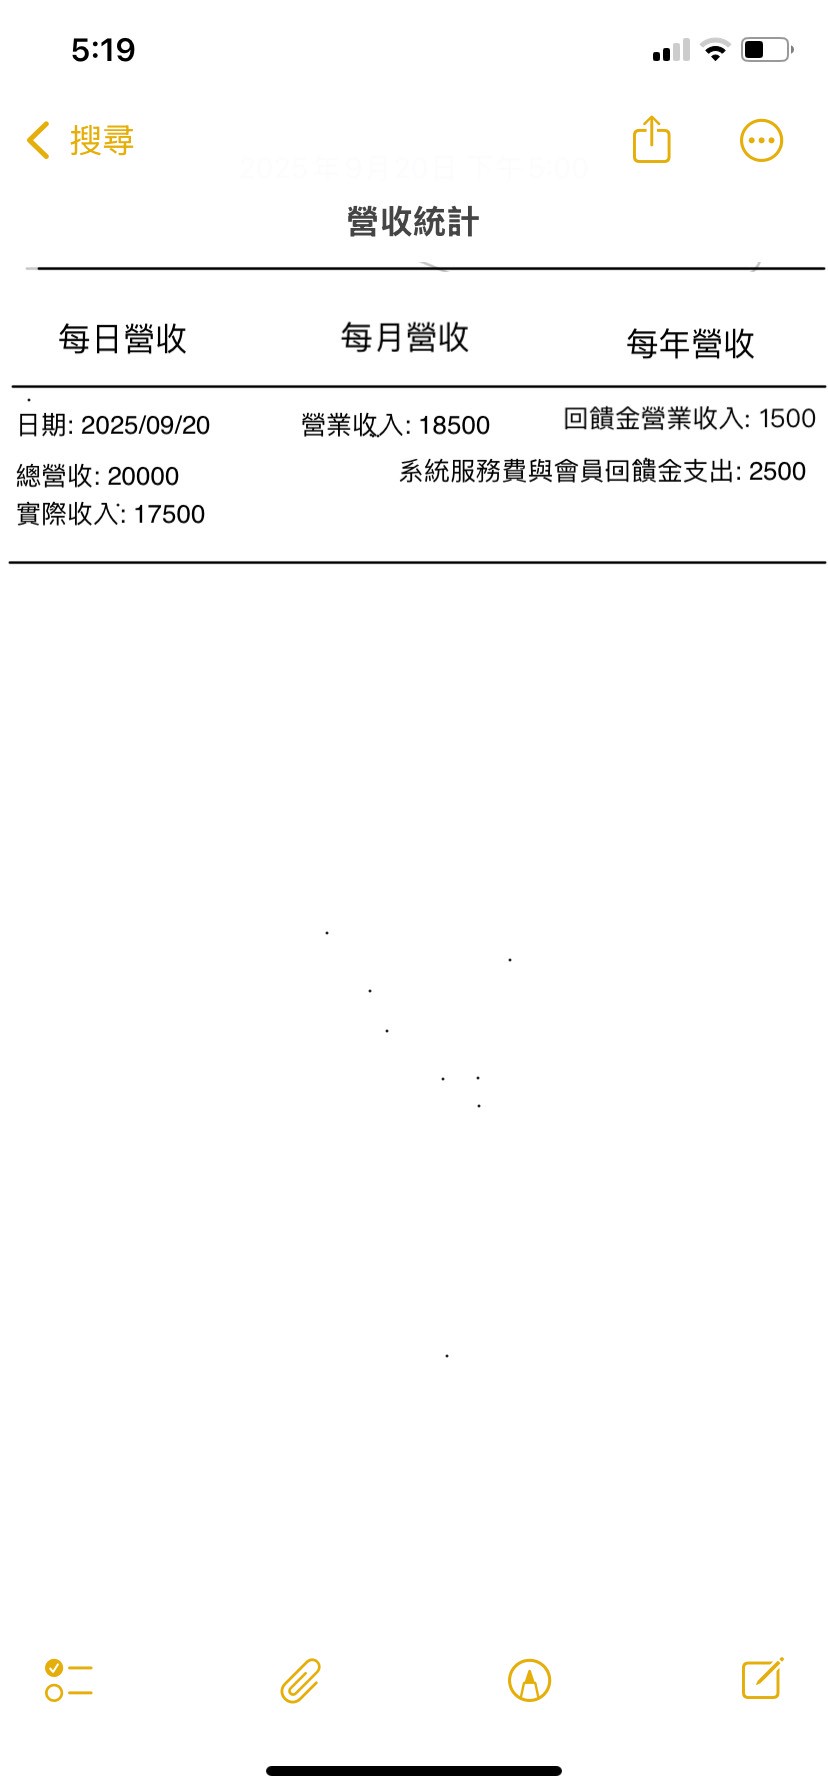 5:19
搜尋
2025年9月20日 下午5:00
營收統計
每日營收 每月營收 每年營收
日期: 2025/09/20 營業收入: 18500 回饋金營業收入: 1500
總營收: 20000 系統服務費與會員回饋金支出: 2500
實際收入: 17500